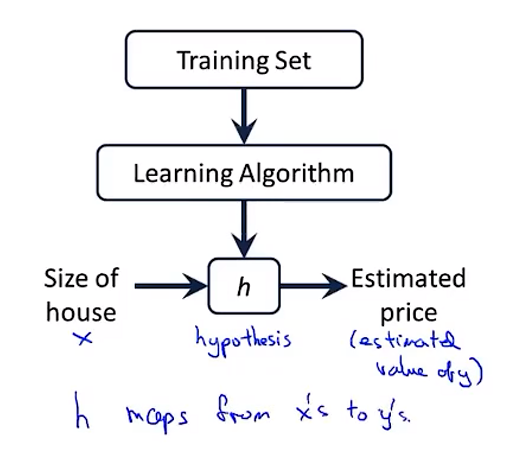 Training Set
Learning Algorithm
Size of
house
h
Estimated
price
x
hypothesis
(estimated
value of y)
h maps from x's to y's.